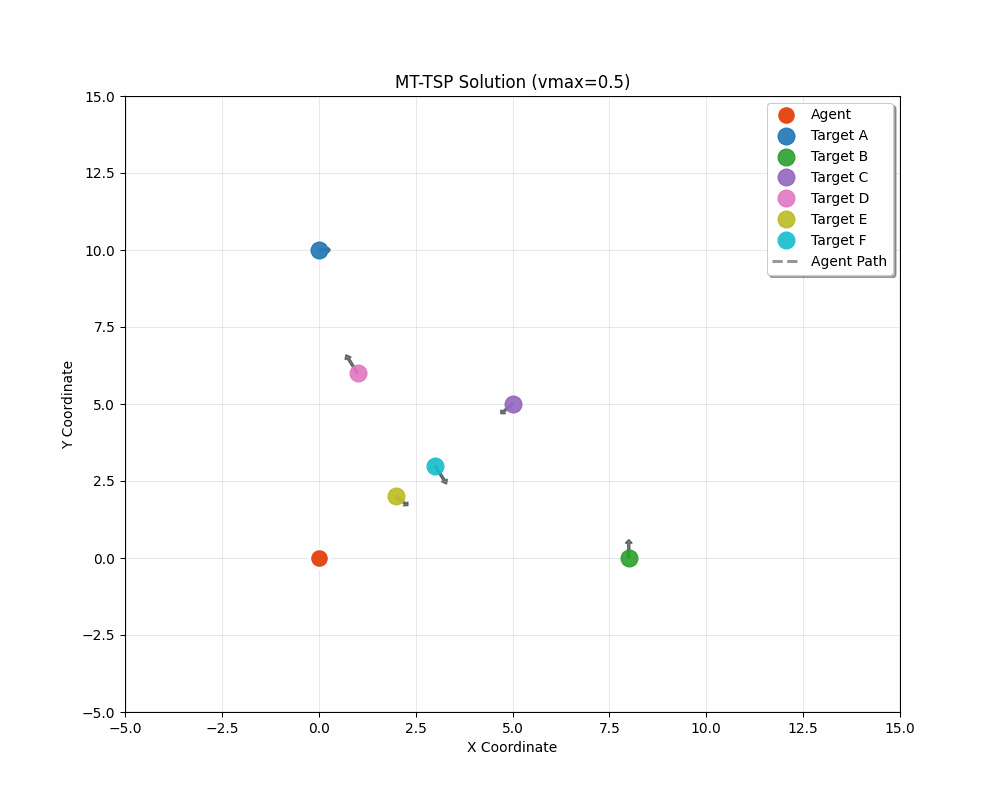 MT-TSP Solution (vmax=0.5)
15.0
12.5
10.0
7.5
5.0
2.5
0.0
−2.5
−5.0
Y Coordinate
Agent
Target A
Target B
Target C
Target D
Target E
Target F
Agent Path
−5.0 −2.5 0.0 2.5 5.0 7.5 10.0 12.5 15.0
X Coordinate